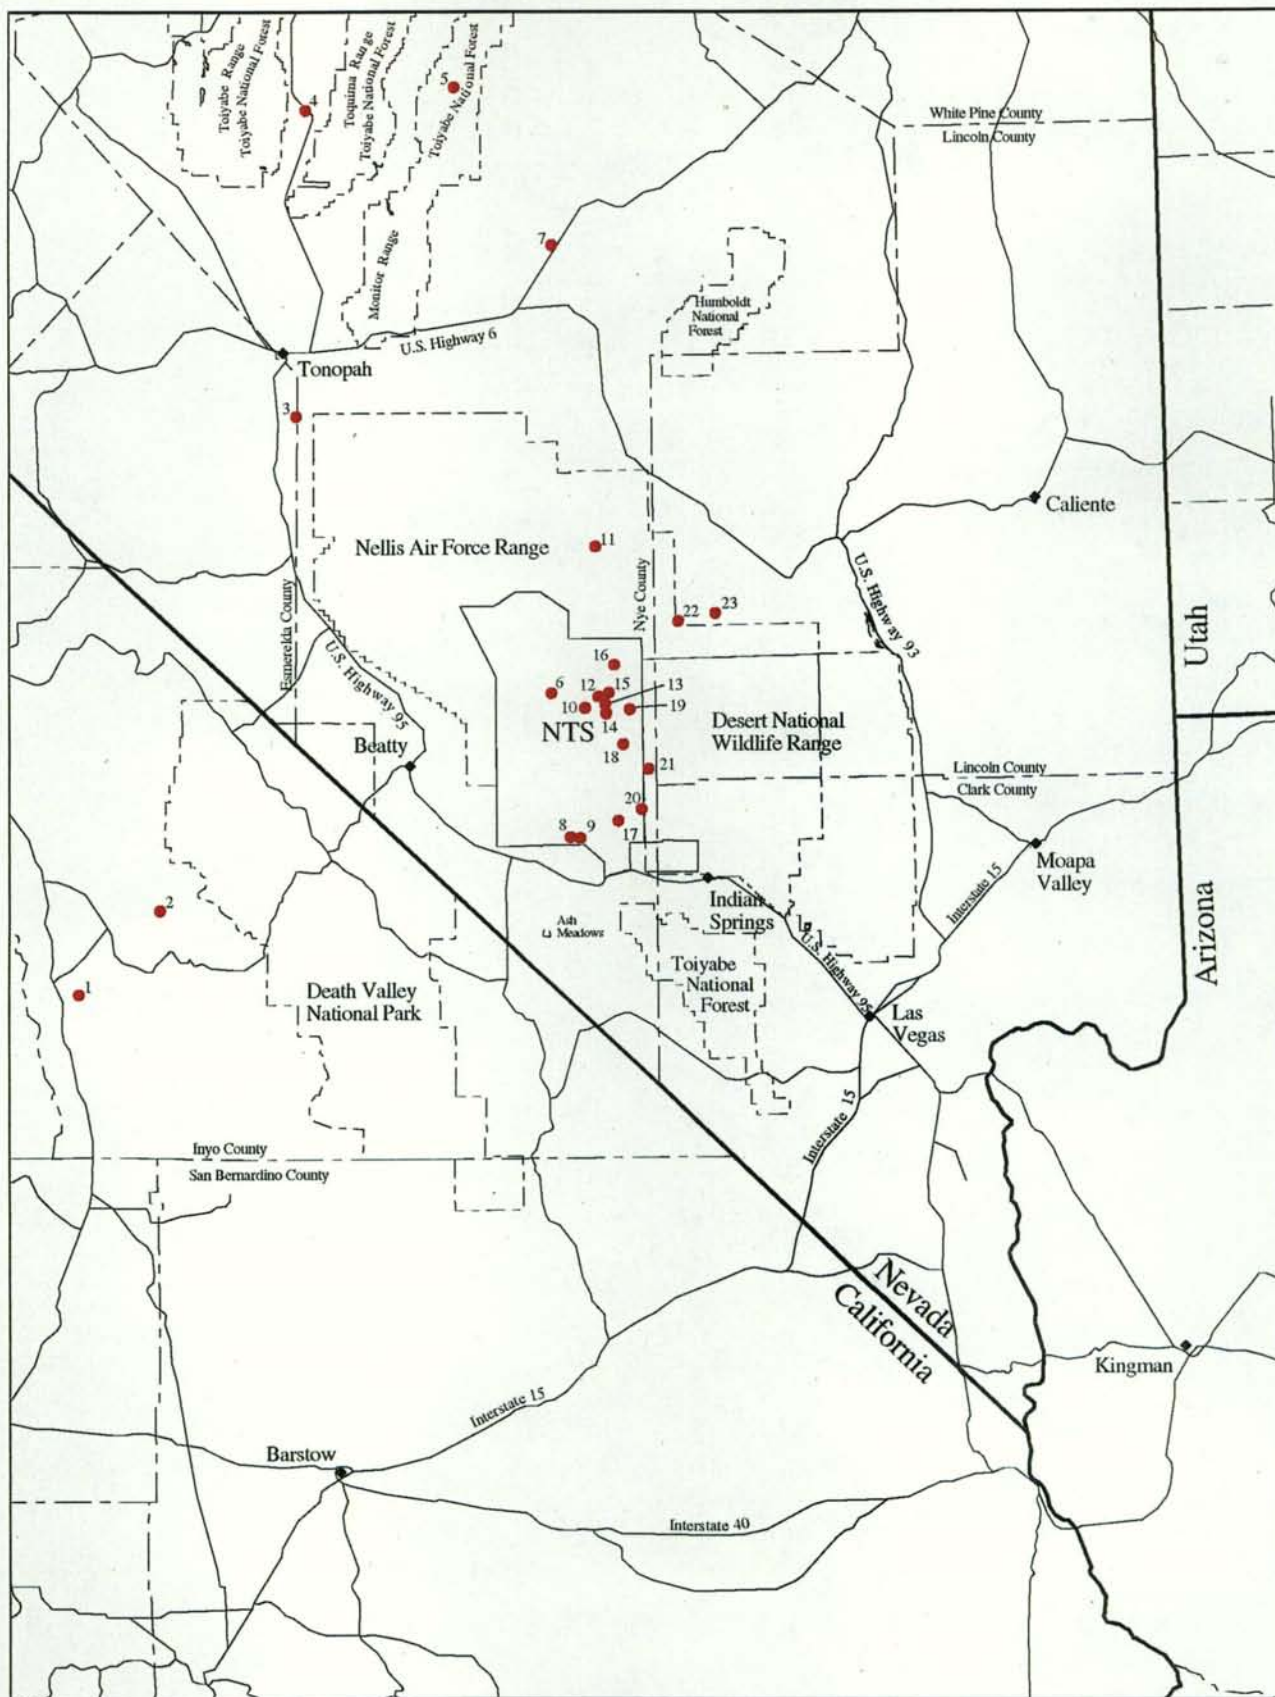 Toiyabe Range
Toiyabe National Forest
4
Toquima Range
Toiyabe National Forest
5
Toiyabe National Forest
White Pine County
Lincoln County
7
Monitor Range
Humboldt
National
Forest
U.S. Highway 6
Tonopah
3
Caliente
Nellis Air Force Range
11
Esmerelda County
Nye County
U.S. Highway 93
22
23
Utah
U.S. Highway 95
16
6
12
15
13
10
19
NTS
14
Desert National
Wildlife Range
18
Beatty
21
Lincoln County
Clark County
20
8
9
17
Moapa
Valley
Interstate 15
Arizona
2
Indian
Springs
Ash
Meadows
U.S. Highway 95
Toiyabe
National
Forest
1
Death Valley
National Park
Las
Vegas
Interstate 15
Inyo County
San Bernardino County
Nevada
California
Kingman
Interstate 15
Barstow
Interstate 40